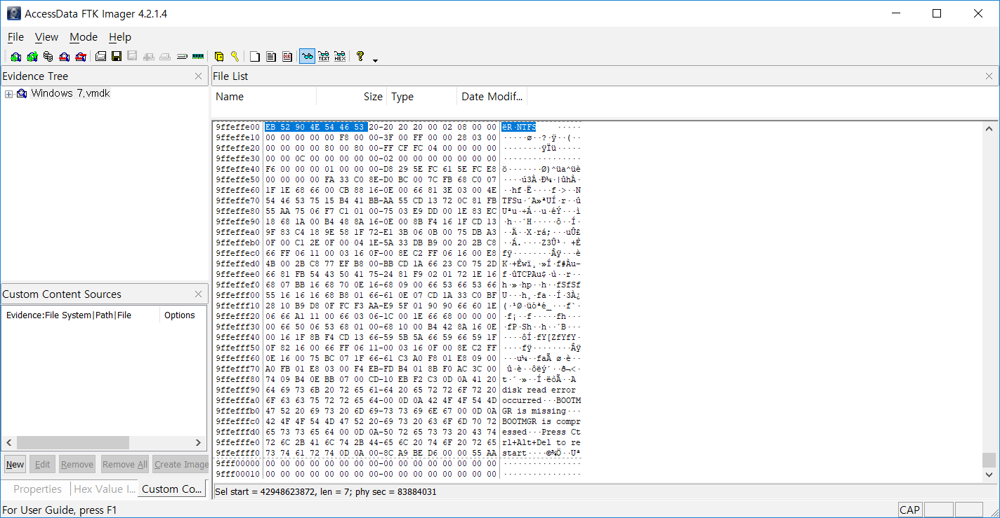 AccessData FTK Imager 4.2.1.4
File View Mode Help
Evidence Tree
Windows 7.vmdk
Custom Content Sources
Evidence:File System|Path|File Options
New Edit Remove Remove All Create Image
Properties Hex Value I... Custom Co...
File List
Name Size Type Date Modif...
9ffeffe00 EB 52 90 4E 54 46 53 20-20 20 20 00 02 08 00 00 ëR·NTFS ·····
9ffeffe10 00 00 00 00 00 F8 00 00-3F 00 FF 00 00 28 03 00 ·····ø··?·ÿ··(··
9ffeffe20 00 00 00 00 80 00 80 00-FF CF FC 04 00 00 00 00 ········ÿÏü·····
9ffeffe30 00 00 0C 00 00 00 00 00-02 00 00 00 00 00 00 00 ················
9ffeffe40 F6 00 00 00 01 00 00 00-D8 29 5E FC 61 5E FC E8 ö·······Ø)^üa^üè
9ffeffe50 00 00 00 00 FA 33 C0 8E-D0 BC 00 7C FB 68 C0 07 ····ú3À·Ð¼·|ûhÀ·
9ffeffe60 1F 1E 68 66 00 CB 88 16-0E 00 66 81 3E 03 00 4E ··hf·Ë····f·>··N
9ffeffe70 54 46 53 75 15 B4 41 BB-AA 55 CD 13 72 0C 81 FB TFSu·´A»ªUÍ·r··û
9ffeffe80 55 AA 75 06 F7 C1 01 00-75 03 E9 DD 00 1E 83 EC Uªu·÷Á··u·éÝ···ì
9ffeffe90 18 68 1A 00 B4 48 8A 16-0E 00 8B F4 16 1F CD 13 ·h··´H·····ô··Í·
9ffeffea0 9F 83 C4 18 9E 58 1F 72-E1 3B 06 0B 00 75 DB A3 ··Ä··X·rá;···uÛ£
9ffeffeb0 0F 00 C1 2E 0F 00 04 1E-5A 33 DB B9 00 20 2B C8 ··Á.····Z3Û¹· +È
9ffeffec0 66 FF 06 11 00 03 16 0F-00 8E C2 FF 06 16 00 E8 fÿ········Âÿ···è
9ffeffed0 4B 00 2B C8 77 EF B8 00-BB CD 1A 66 23 C0 75 2D K·+Èwï¸·»Í·f#Àu-
9ffeffee0 66 81 FB 54 43 50 41 75-24 81 F9 02 01 72 1E 16 f·ûTCPAu$·ù··r··
9ffeffef0 68 07 BB 16 68 70 0E 16-68 09 00 66 53 66 53 66 h·»·hp··h··fSfSf
9ffefff00 55 16 16 16 68 B8 01 66-61 0E 07 CD 1A 33 C0 BF U···h¸·fa··Í·3À¿
9ffefff10 28 10 B9 D8 0F FC F3 AA-E9 5F 01 90 90 66 60 1E (·¹Ø·üóªé_···f`·
9ffefff20 06 66 A1 11 00 66 03 06-1C 00 1E 66 68 00 00 00 ·f¡··f·····fh···
9ffefff30 00 66 50 06 53 68 01 00-68 10 00 B4 42 8A 16 0E ·fP·Sh··h··´B···
9ffefff40 00 16 1F 8B F4 CD 13 66-59 5B 5A 66 59 66 59 1F ····ôÍ·fY[ZfYfY·
9ffefff50 0F 82 16 00 66 FF 06 11-00 03 16 0F 00 8E C2 FF ····fÿ········Âÿ
9ffefff60 0E 16 00 75 BC 07 1F 66-61 C3 A0 F8 01 E8 09 00 ···u¼··faÃ ø·è··
9ffefff70 A0 FB 01 E8 03 00 F4 EB-FD B4 01 8B F0 AC 3C 00  û·è··ôëý´··ð¬<·
9ffefff80 74 09 B4 0E BB 07 00 CD-10 EB F2 C3 0D 0A 41 20 t·´·»··Í·ëòÃ··A
9ffefff90 64 69 73 6B 20 72 65 61-64 20 65 72 72 6F 72 20 disk read error
9ffefffa0 6F 63 63 75 72 72 65 64-00 0D 0A 42 4F 4F 54 4D occurred···BOOTM
9ffefffb0 47 52 20 69 73 20 6D 69-73 73 69 6E 67 00 0D 0A GR is missing···
9ffefffc0 42 4F 4F 54 4D 47 52 20-69 73 20 63 6F 6D 70 72 BOOTMGR is compr
9ffefffd0 65 73 73 65 64 00 0D 0A-50 72 65 73 73 20 43 74 essed···Press Ct
9ffefffe0 72 6C 2B 41 6C 74 2B 44-65 6C 20 74 6F 20 72 65 rl+Alt+Del to re
9ffeffff0 73 74 61 72 74 0D 0A 00-8C A9 BE D6 00 00 55 AA start····©¾Ö··Uª
9fff00000 00 00 00 00 00 00 00 00-00 00 00 00 00 00 00 00 ················
9fff00010 00 00 00 00 00 00 00 00-00 00 00 00 00 00 00 00 ················
Sel start = 42948623872, len = 7; phy sec = 83884031
For User Guide, press F1
CAP